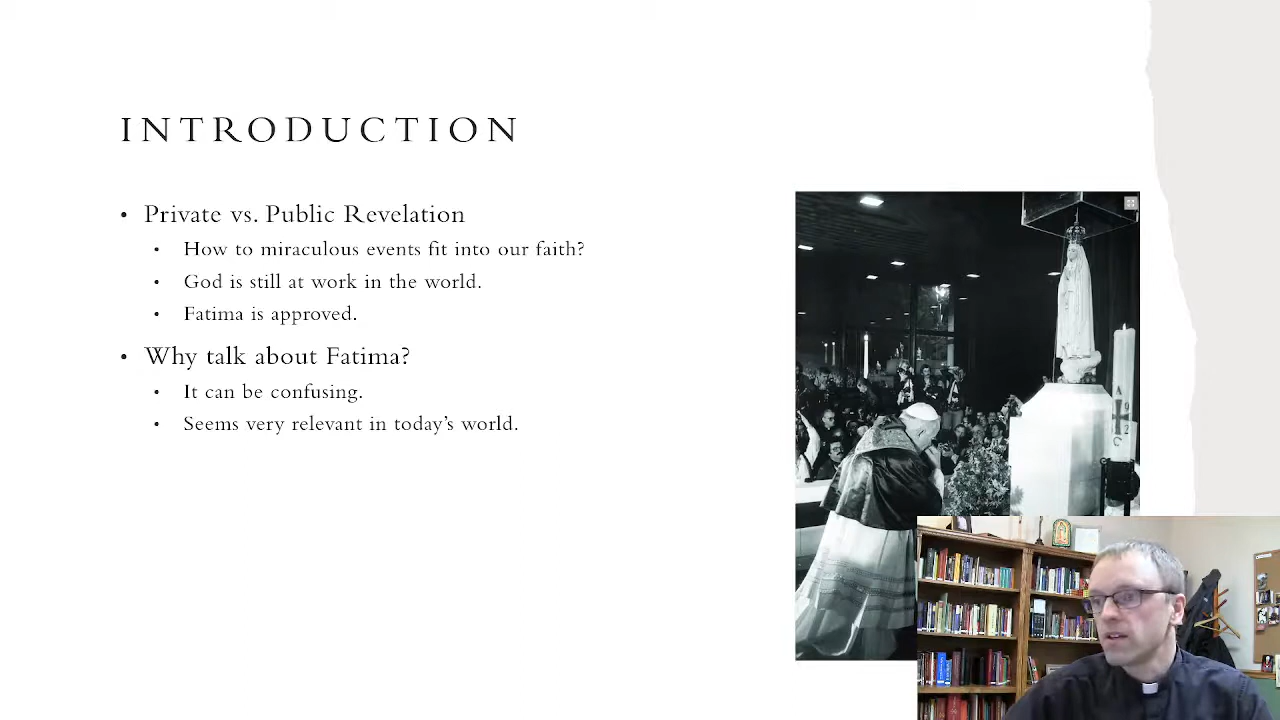 INTRODUCTION
• Private vs. Public Revelation
• How to miraculous events fit into our faith?
• God is still at work in the world.
• Fatima is approved.
• Why talk about Fatima?
• It can be confusing.
• Seems very relevant in today's world.